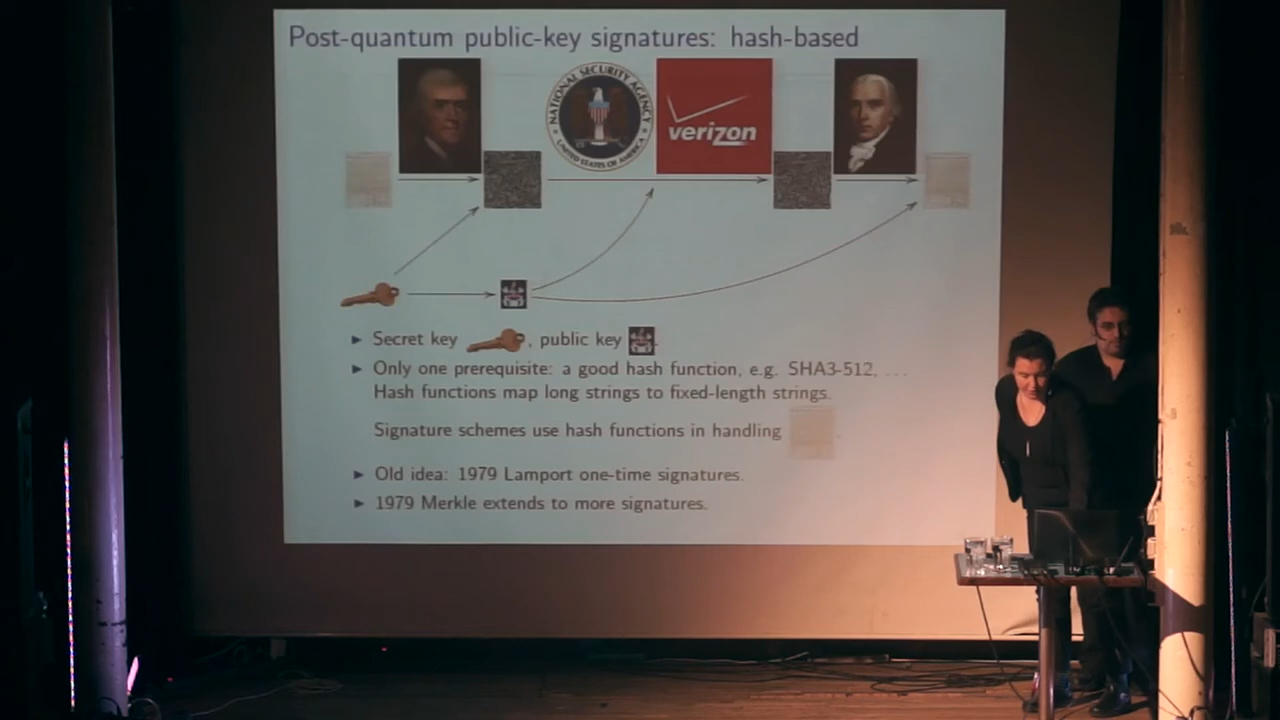 Post-quantum public-key signatures: hash-based
NATIONAL SECURITY AGENCY
UNITED STATES OF AMERICA
verizon
Secret key , public key .
Only one prerequisite: a good hash function, e.g. SHA3-512, ...
Hash functions map long strings to fixed-length strings.
Signature schemes use hash functions in handling .
Old idea: 1979 Lamport one-time signatures.
1979 Merkle extends to more signatures.